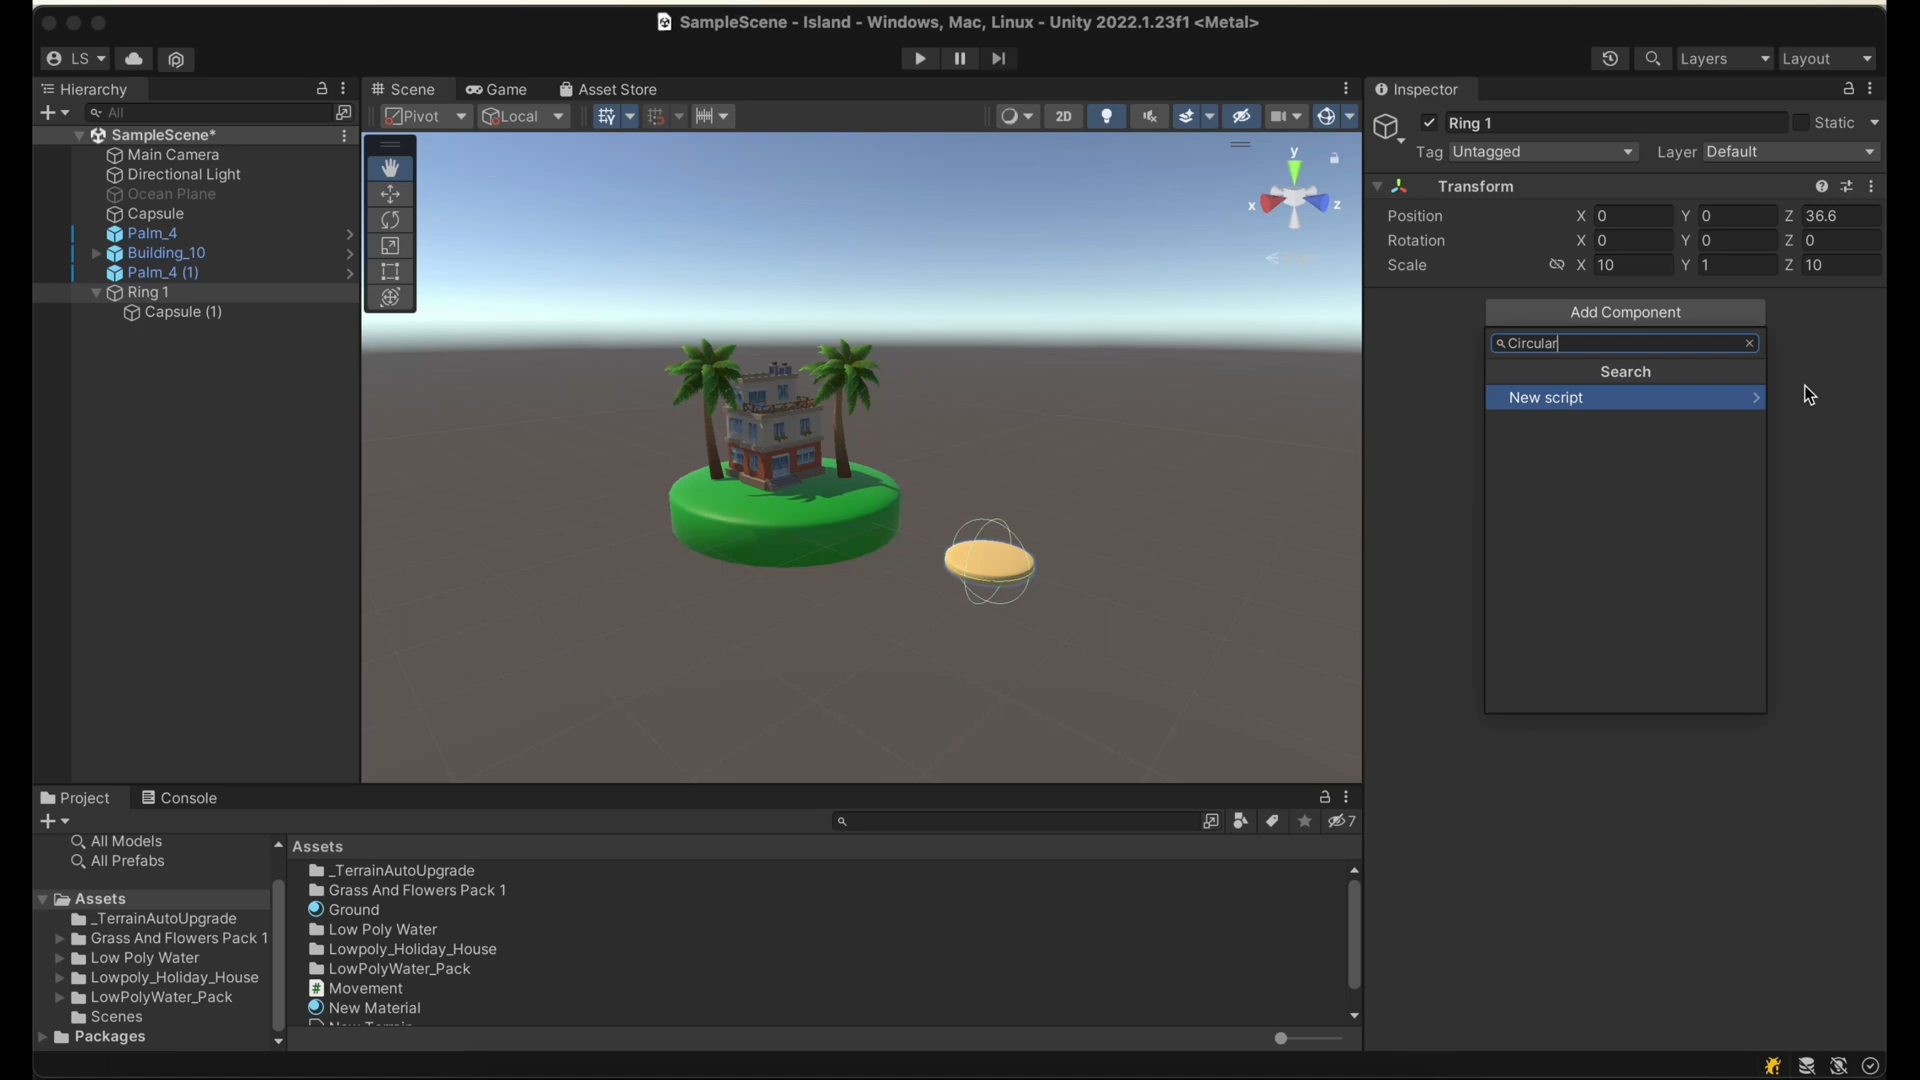 SampleScene - Island - Windows, Mac, Linux - Unity 2022.1.23f1 <Metal>
LS
Layers
Layout
Hierarchy
All
SampleScene*
Main Camera
Directional Light
Ocean Plane
Capsule
Palm_4
Building_10
Palm_4 (1)
Ring 1
Capsule (1)
Scene
Game
Asset Store
Pivot
Local
2D
y
x
z
Inspector
Ring 1
Static
Tag Untagged
Layer Default
Transform
Position X 0 Y 0 Z 36.6
Rotation X 0 Y 0 Z 0
Scale X 10 Y 1 Z 10
Add Component
Circular
Search
New script
Project
Console
7
All Models
All Prefabs
Assets
_TerrainAutoUpgrade
Grass And Flowers Pack 1
Low Poly Water
Lowpoly_Holiday_House
LowPolyWater_Pack
Scenes
Packages
Assets
_TerrainAutoUpgrade
Grass And Flowers Pack 1
Ground
Low Poly Water
Lowpoly_Holiday_House
LowPolyWater_Pack
Movement
New Material